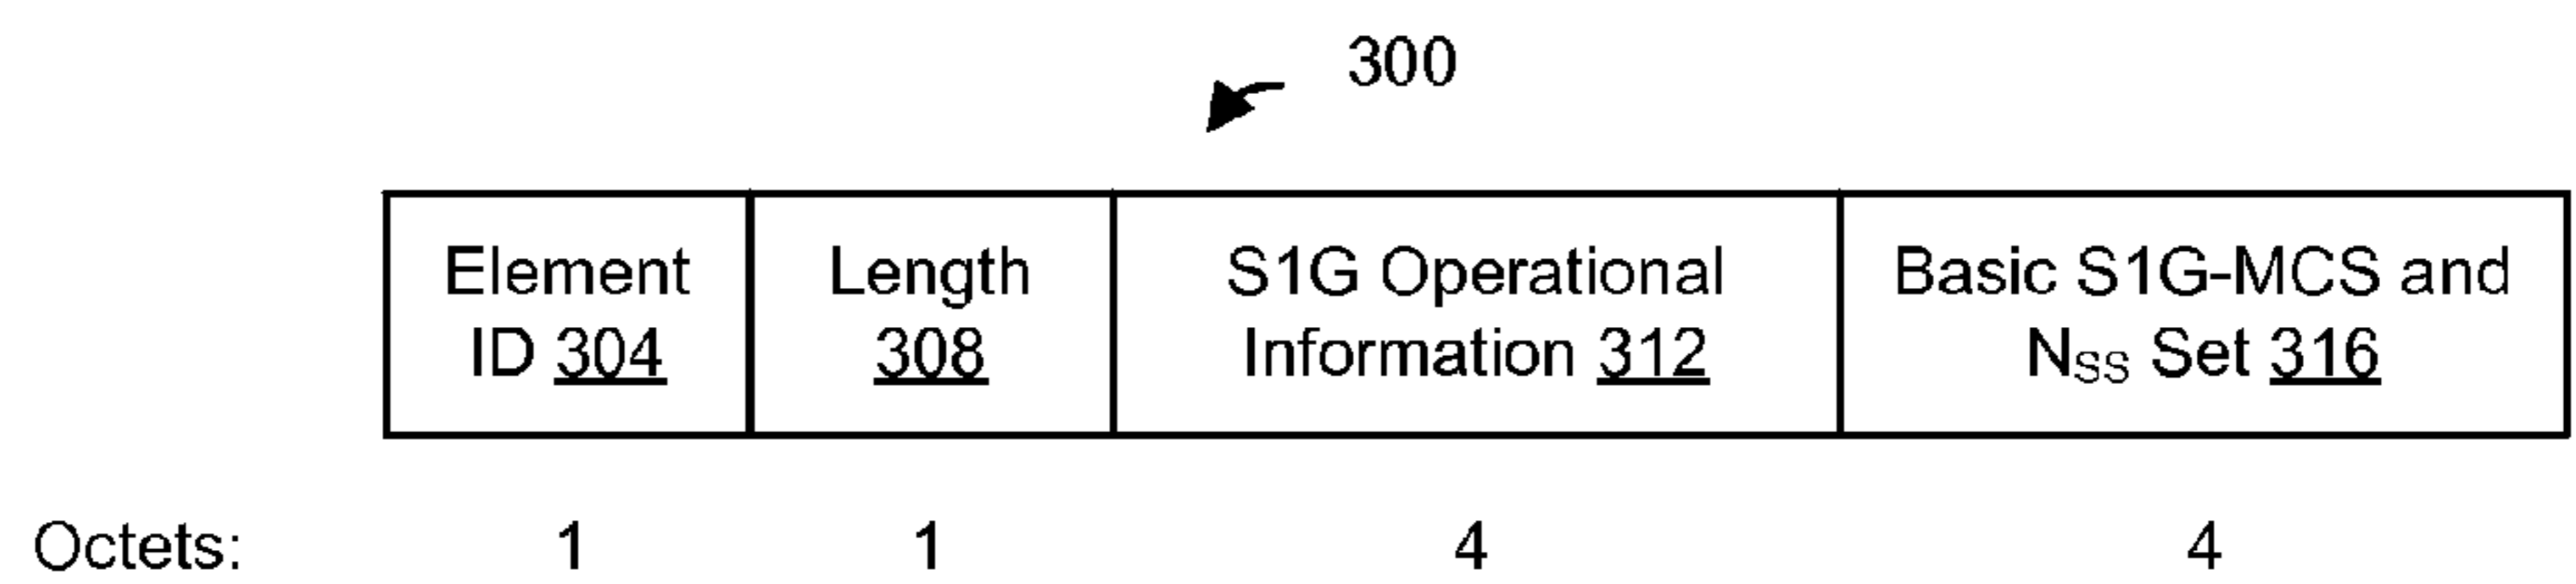 300
Element
ID 304
Length
308
S1G Operational
Information 312
Basic S1G-MCS and
NSS Set 316
Octets: 1 1 4 4